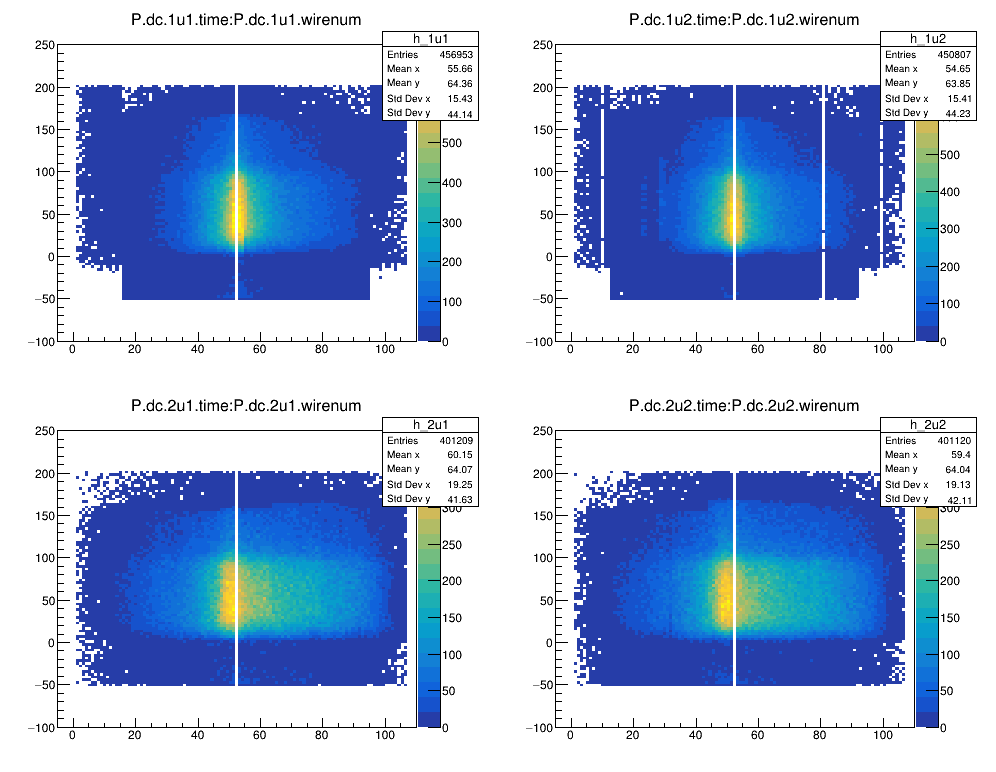 P.dc.1u1.time:P.dc.1u1.wirenum
h_1u1
Entries 456953
Mean x 55.66
Mean y 64.36
Std Dev x 15.43
Std Dev y 44.14
250
200
150
100
50
0
−50
−100
0 20 40 60 80 100
500
400
300
200
100
0
P.dc.1u2.time:P.dc.1u2.wirenum
h_1u2
Entries 450807
Mean x 54.65
Mean y 63.85
Std Dev x 15.41
Std Dev y 44.23
250
200
150
100
50
0
−50
−100
0 20 40 60 80 100
500
400
300
200
100
0
P.dc.2u1.time:P.dc.2u1.wirenum
h_2u1
Entries 401209
Mean x 60.15
Mean y 64.07
Std Dev x 19.25
Std Dev y 41.63
250
200
150
100
50
0
−50
−100
0 20 40 60 80 100
300
250
200
150
100
50
0
P.dc.2u2.time:P.dc.2u2.wirenum
h_2u2
Entries 401120
Mean x 59.4
Mean y 64.04
Std Dev x 19.13
Std Dev y 42.11
250
200
150
100
50
0
−50
−100
0 20 40 60 80 100
300
250
200
150
100
50
0